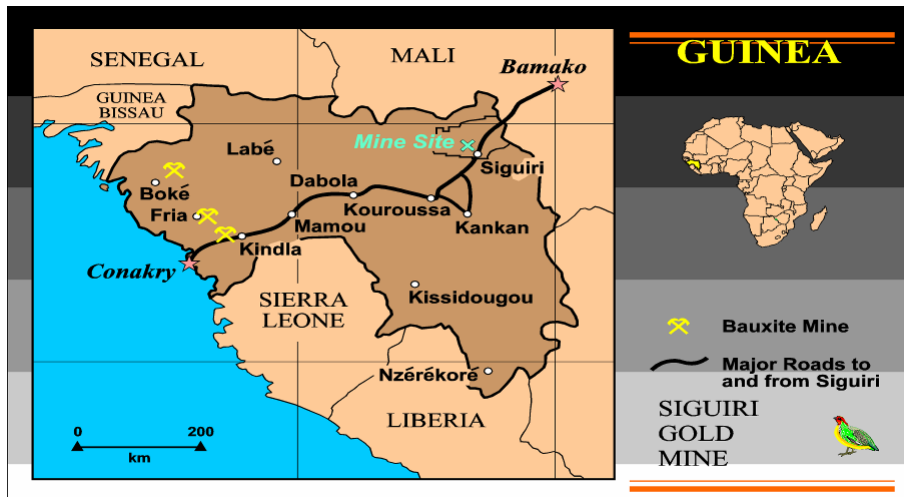 SENEGAL
MALI
Bamako
GUINEA
BISSAU
Mine Site
Labé
Siguiri
Boké
Dabola
Fria
Kouroussa
Kankan
Mamou
Kindla
Conakry
SIERRA
LEONE
Kissidougou
Nzérékoré
LIBERIA
0 200
km
GUINEA
Bauxite Mine
Major Roads to
and from Siguiri
SIGUIRI
GOLD
MINE